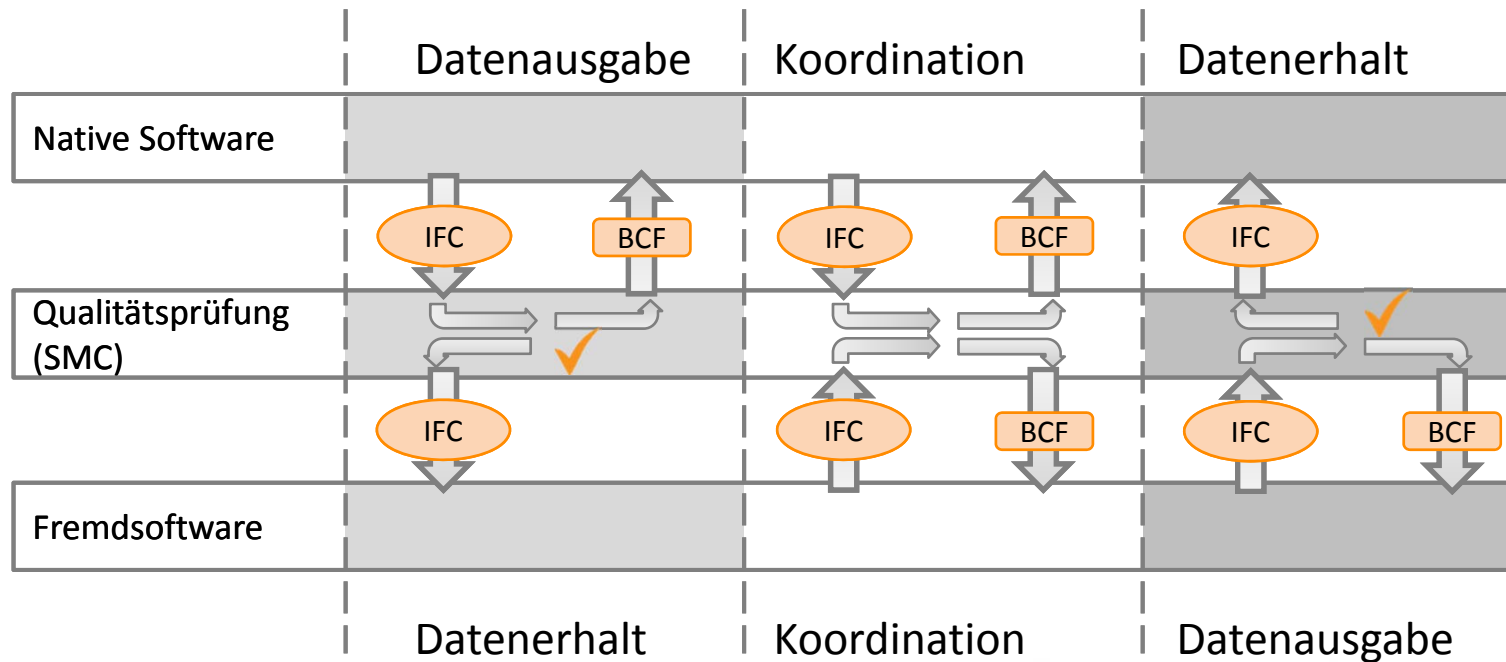 Datenausgabe
Koordination
Datenerhalt
Native Software
IFC
BCF
IFC
BCF
IFC
Qualitätsprüfung
(SMC)
IFC
IFC
BCF
IFC
BCF
Fremdsoftware
Datenerhalt
Koordination
Datenausgabe